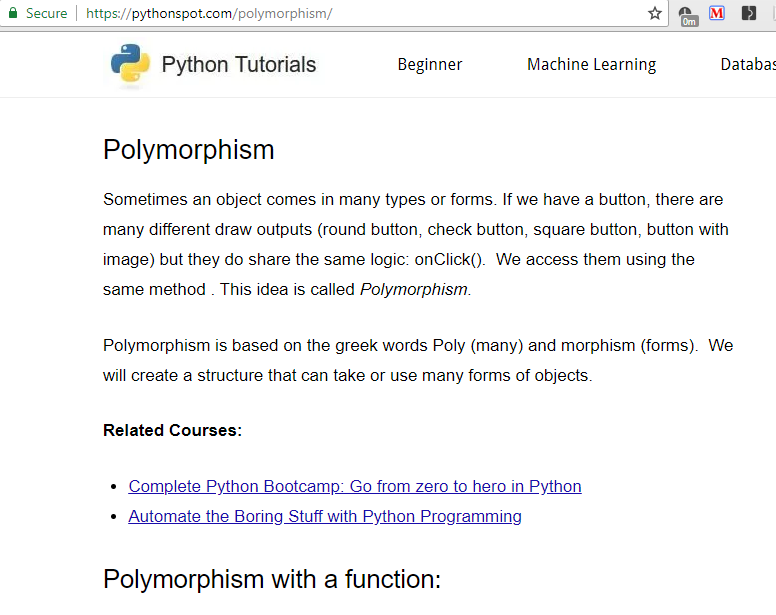 Secure https://pythonspot.com/polymorphism/
0m M
Python Tutorials Beginner Machine Learning Databas
Polymorphism
Sometimes an object comes in many types or forms. If we have a button, there are
many different draw outputs (round button, check button, square button, button with
image) but they do share the same logic: onClick().  We access them using the
same method . This idea is called Polymorphism.
Polymorphism is based on the greek words Poly (many) and morphism (forms).  We
will create a structure that can take or use many forms of objects.
Related Courses:
• Complete Python Bootcamp: Go from zero to hero in Python
• Automate the Boring Stuff with Python Programming
Polymorphism with a function: